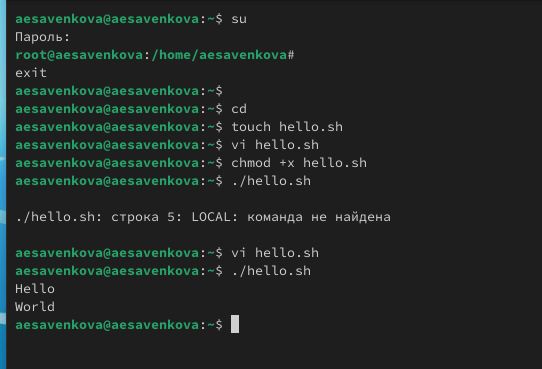 aesavenkova@aesavenkova:~$ su
Пароль:
root@aesavenkova:/home/aesavenkova#
exit
aesavenkova@aesavenkova:~$
aesavenkova@aesavenkova:~$ cd
aesavenkova@aesavenkova:~$ touch hello.sh
aesavenkova@aesavenkova:~$ vi hello.sh
aesavenkova@aesavenkova:~$ chmod +x hello.sh
aesavenkova@aesavenkova:~$ ./hello.sh
./hello.sh: строка 5: LOCAL: команда не найдена
aesavenkova@aesavenkova:~$ vi hello.sh
aesavenkova@aesavenkova:~$ ./hello.sh
Hello
World
aesavenkova@aesavenkova:~$